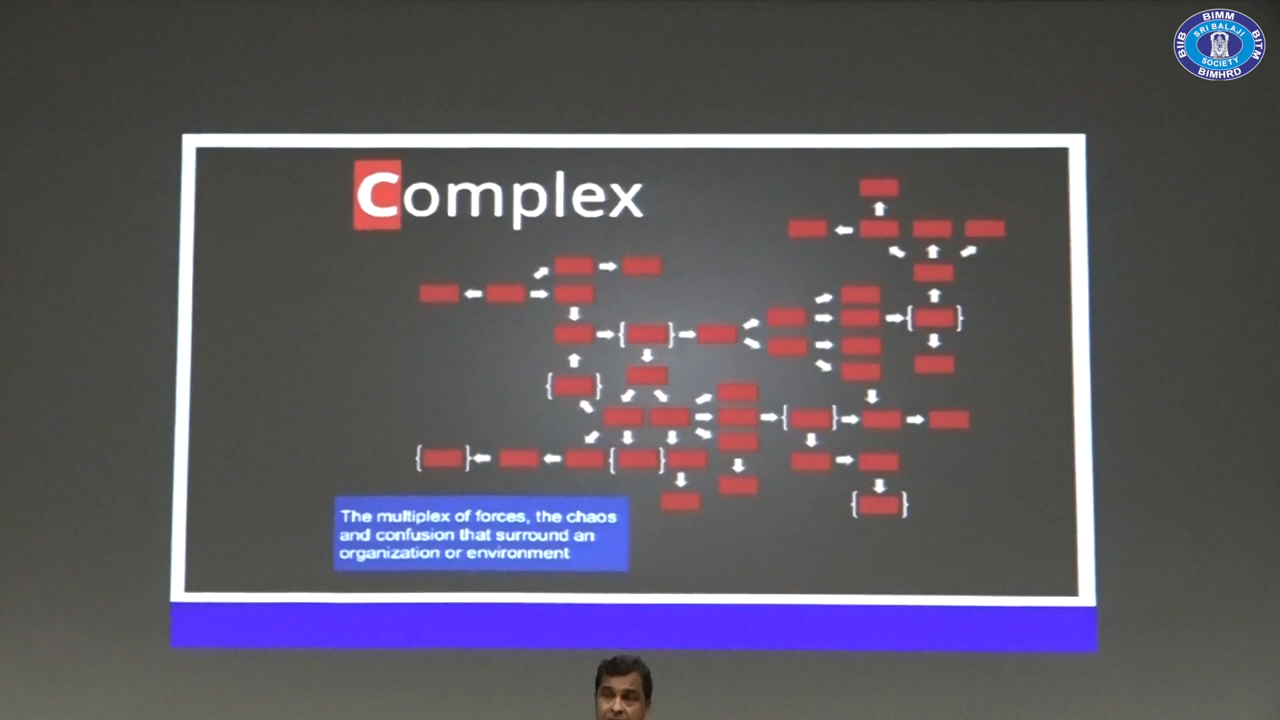 Complex
The multiplex of forces, the chaos
and confusion that surround an
organization or environment
BIMM
BIIB
SRI BALAJI
SOCIETY
BITM
BIMHRD